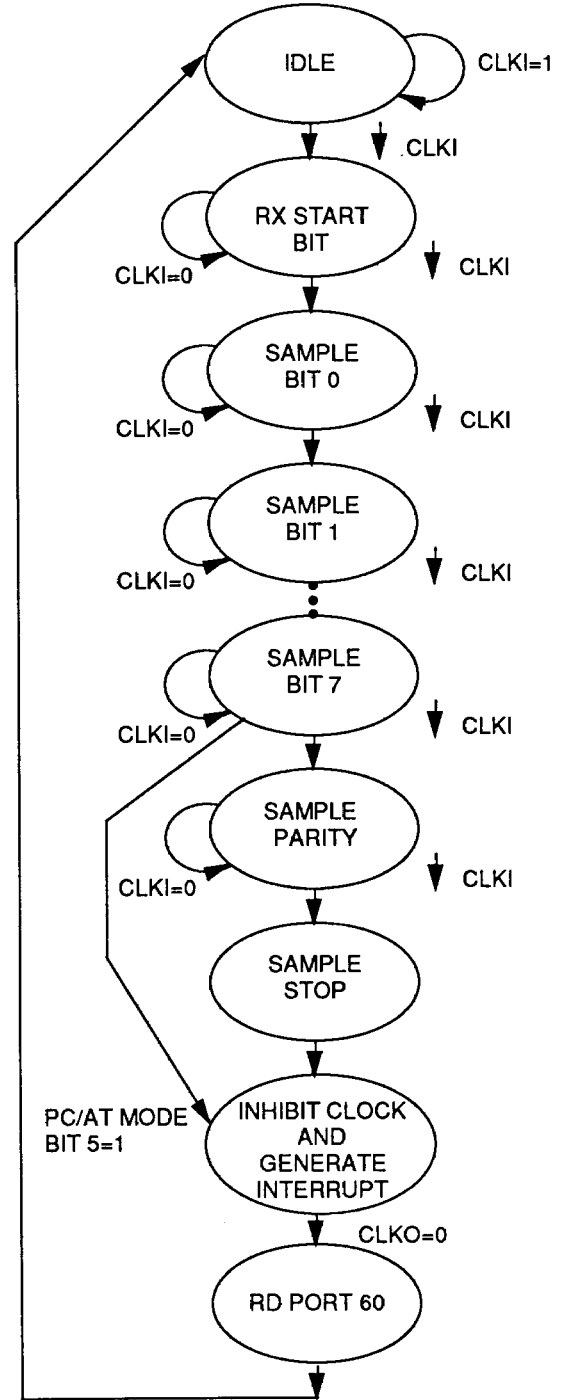 IDLE
CLKI=1
CLKI
RX START
BIT
CLKI=0
CLKI
SAMPLE
BIT 0
CLKI=0
CLKI
SAMPLE
BIT 1
CLKI=0
CLKI
SAMPLE
BIT 7
CLKI=0
CLKI
SAMPLE
PARITY
CLKI=0
CLKI
SAMPLE
STOP
PC/AT MODE
BIT 5=1
INHIBIT CLOCK
AND
GENERATE
INTERRUPT
CLKO=0
RD PORT 60